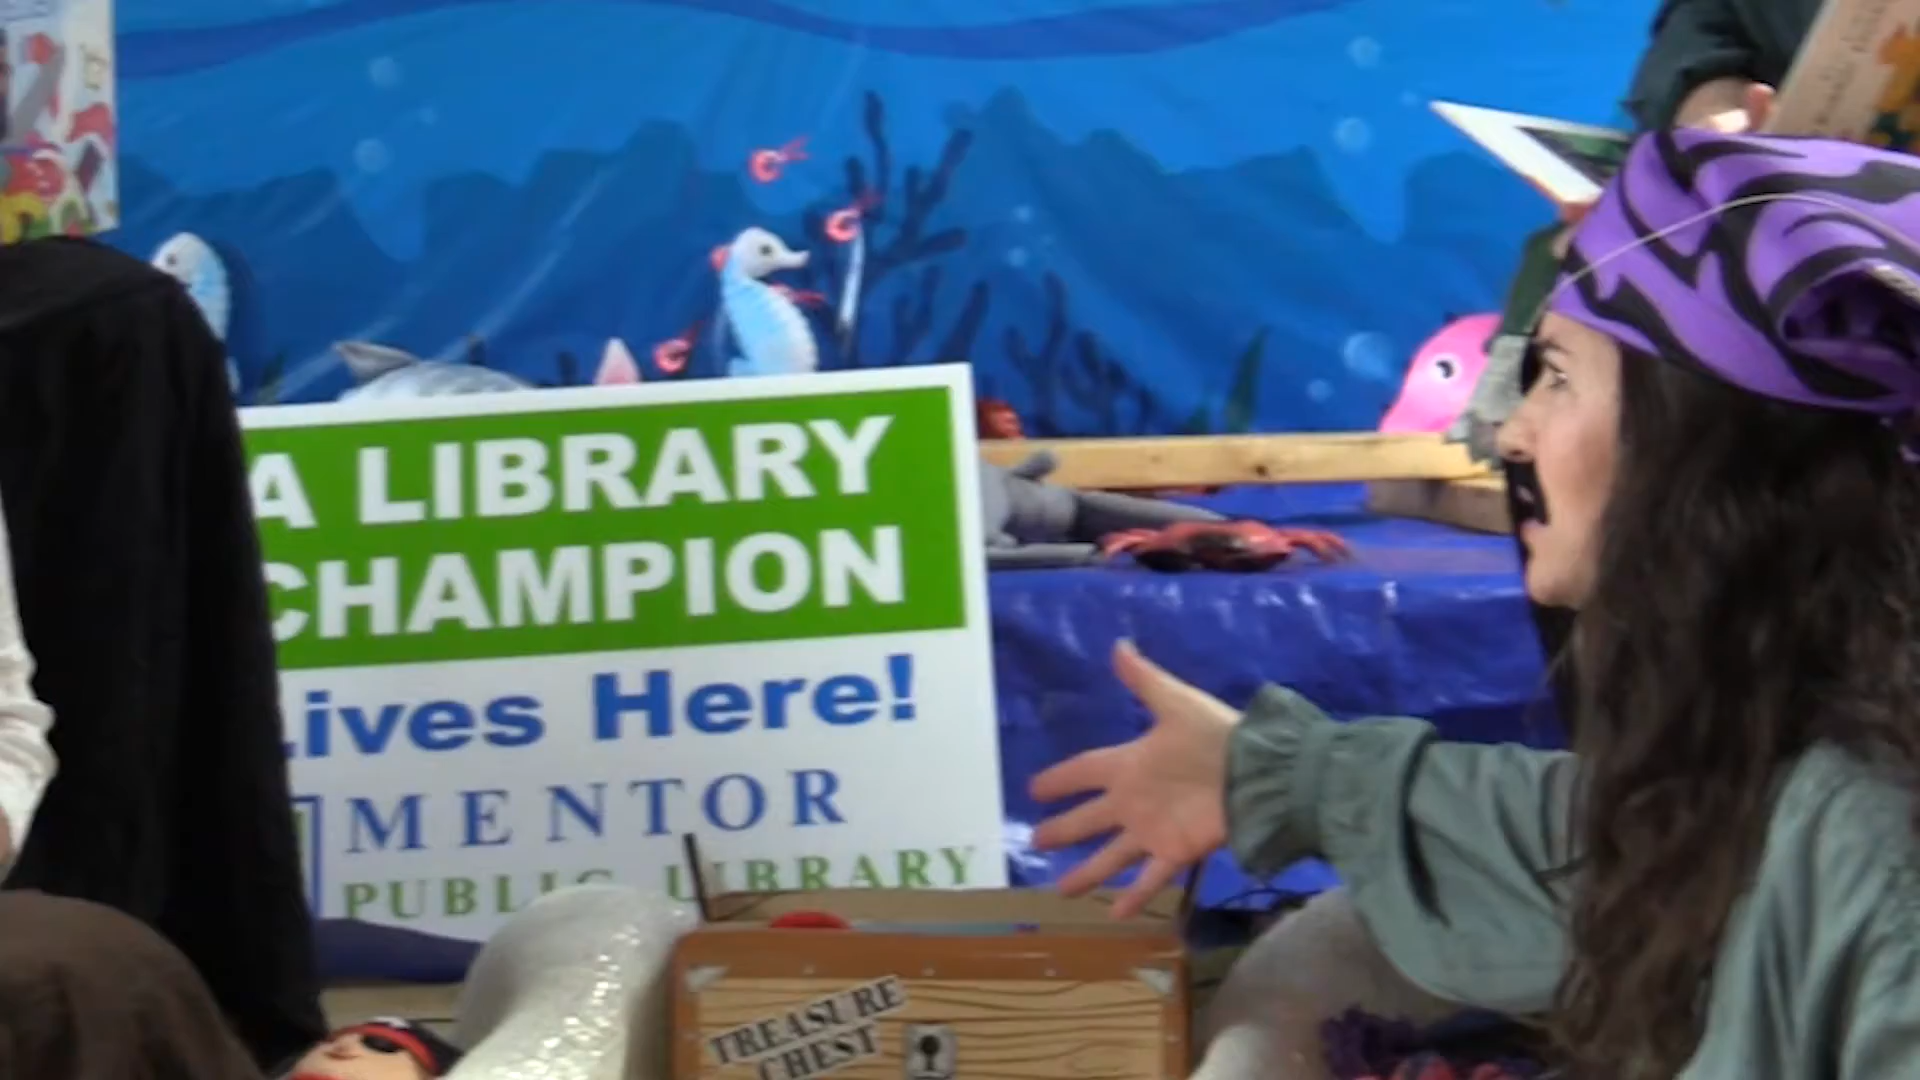 A LIBRARY
CHAMPION
Lives Here!
MENTOR
PUBLIC LIBRARY
TREASURE
CHEST